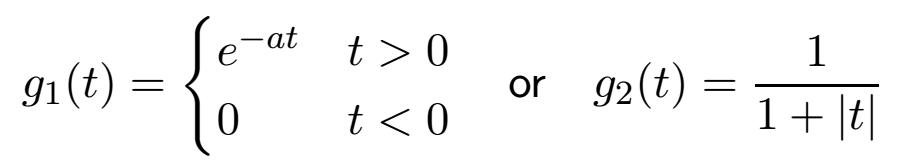 g₁(t) = { e^{-at} t > 0; 0 t < 0 or g₂(t) = 1/(1 + |t|)